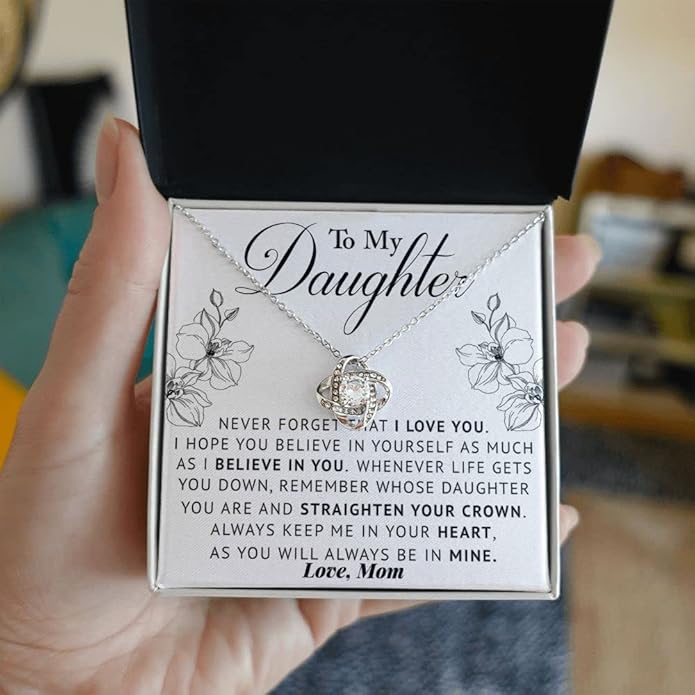 To My
Daughter
NEVER FORGET THAT I LOVE YOU.
I HOPE YOU BELIEVE IN YOURSELF AS MUCH
AS I BELIEVE IN YOU. WHENEVER LIFE GETS
YOU DOWN, REMEMBER WHOSE DAUGHTER
YOU ARE AND STRAIGHTEN YOUR CROWN.
ALWAYS KEEP ME IN YOUR HEART,
AS YOU WILL ALWAYS BE IN MINE.
Love, Mom